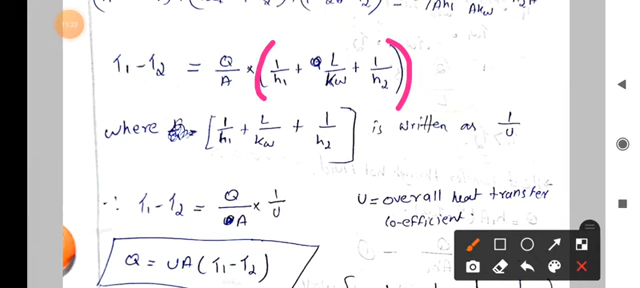 T₁ - T₂ = Q/A × (1/h₁ + L/Kw + 1/h₂)
where [1/h₁ + L/Kw + 1/h₂] is written as 1/U
∴ T₁ - T₂ = Q/A × 1/U U = overall heat transfer
co-efficient.
Q = UA (T₁ - T₂)